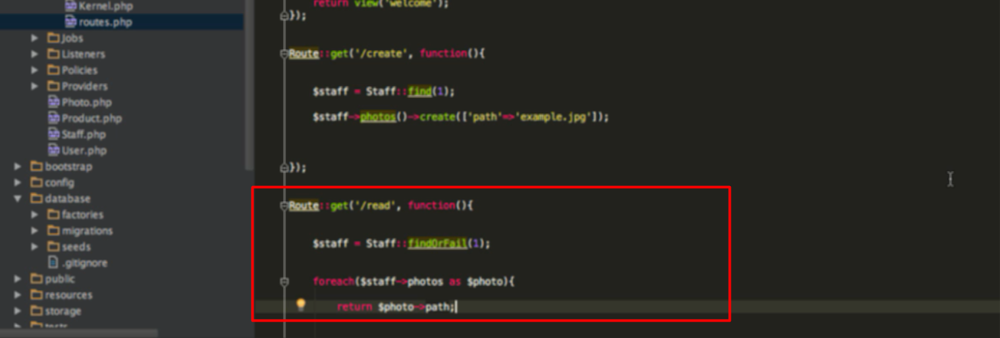 Kernel.php
routes.php
Jobs
Listeners
Policies
Providers
Photo.php
Product.php
Staff.php
User.php
bootstrap
config
database
factories
migrations
seeds
.gitignore
public
resources
storage
tests
return view('welcome');
});
Route::get('/create', function(){
$staff = Staff::find(1);
$staff->photos()->create(['path'=>'example.jpg']);
});
Route::get('/read', function(){
$staff = Staff::findOrFail(1);
foreach($staff->photos as $photo){
return $photo->path;